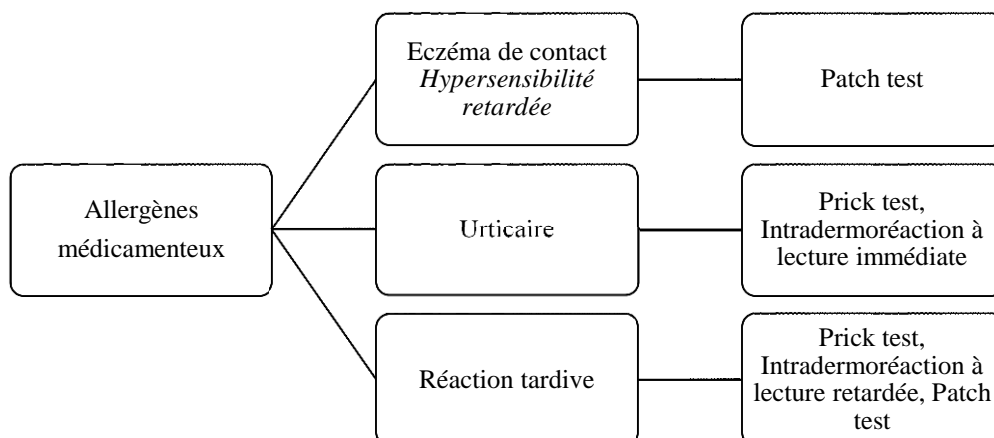 Allergènes
médicamenteux
Eczéma de contact
Hypersensibilité
retardée
Patch test
Urticaire
Prick test,
Intradermoréaction à
lecture immédiate
Réaction tardive
Prick test,
Intradermoréaction à
lecture retardée, Patch
test